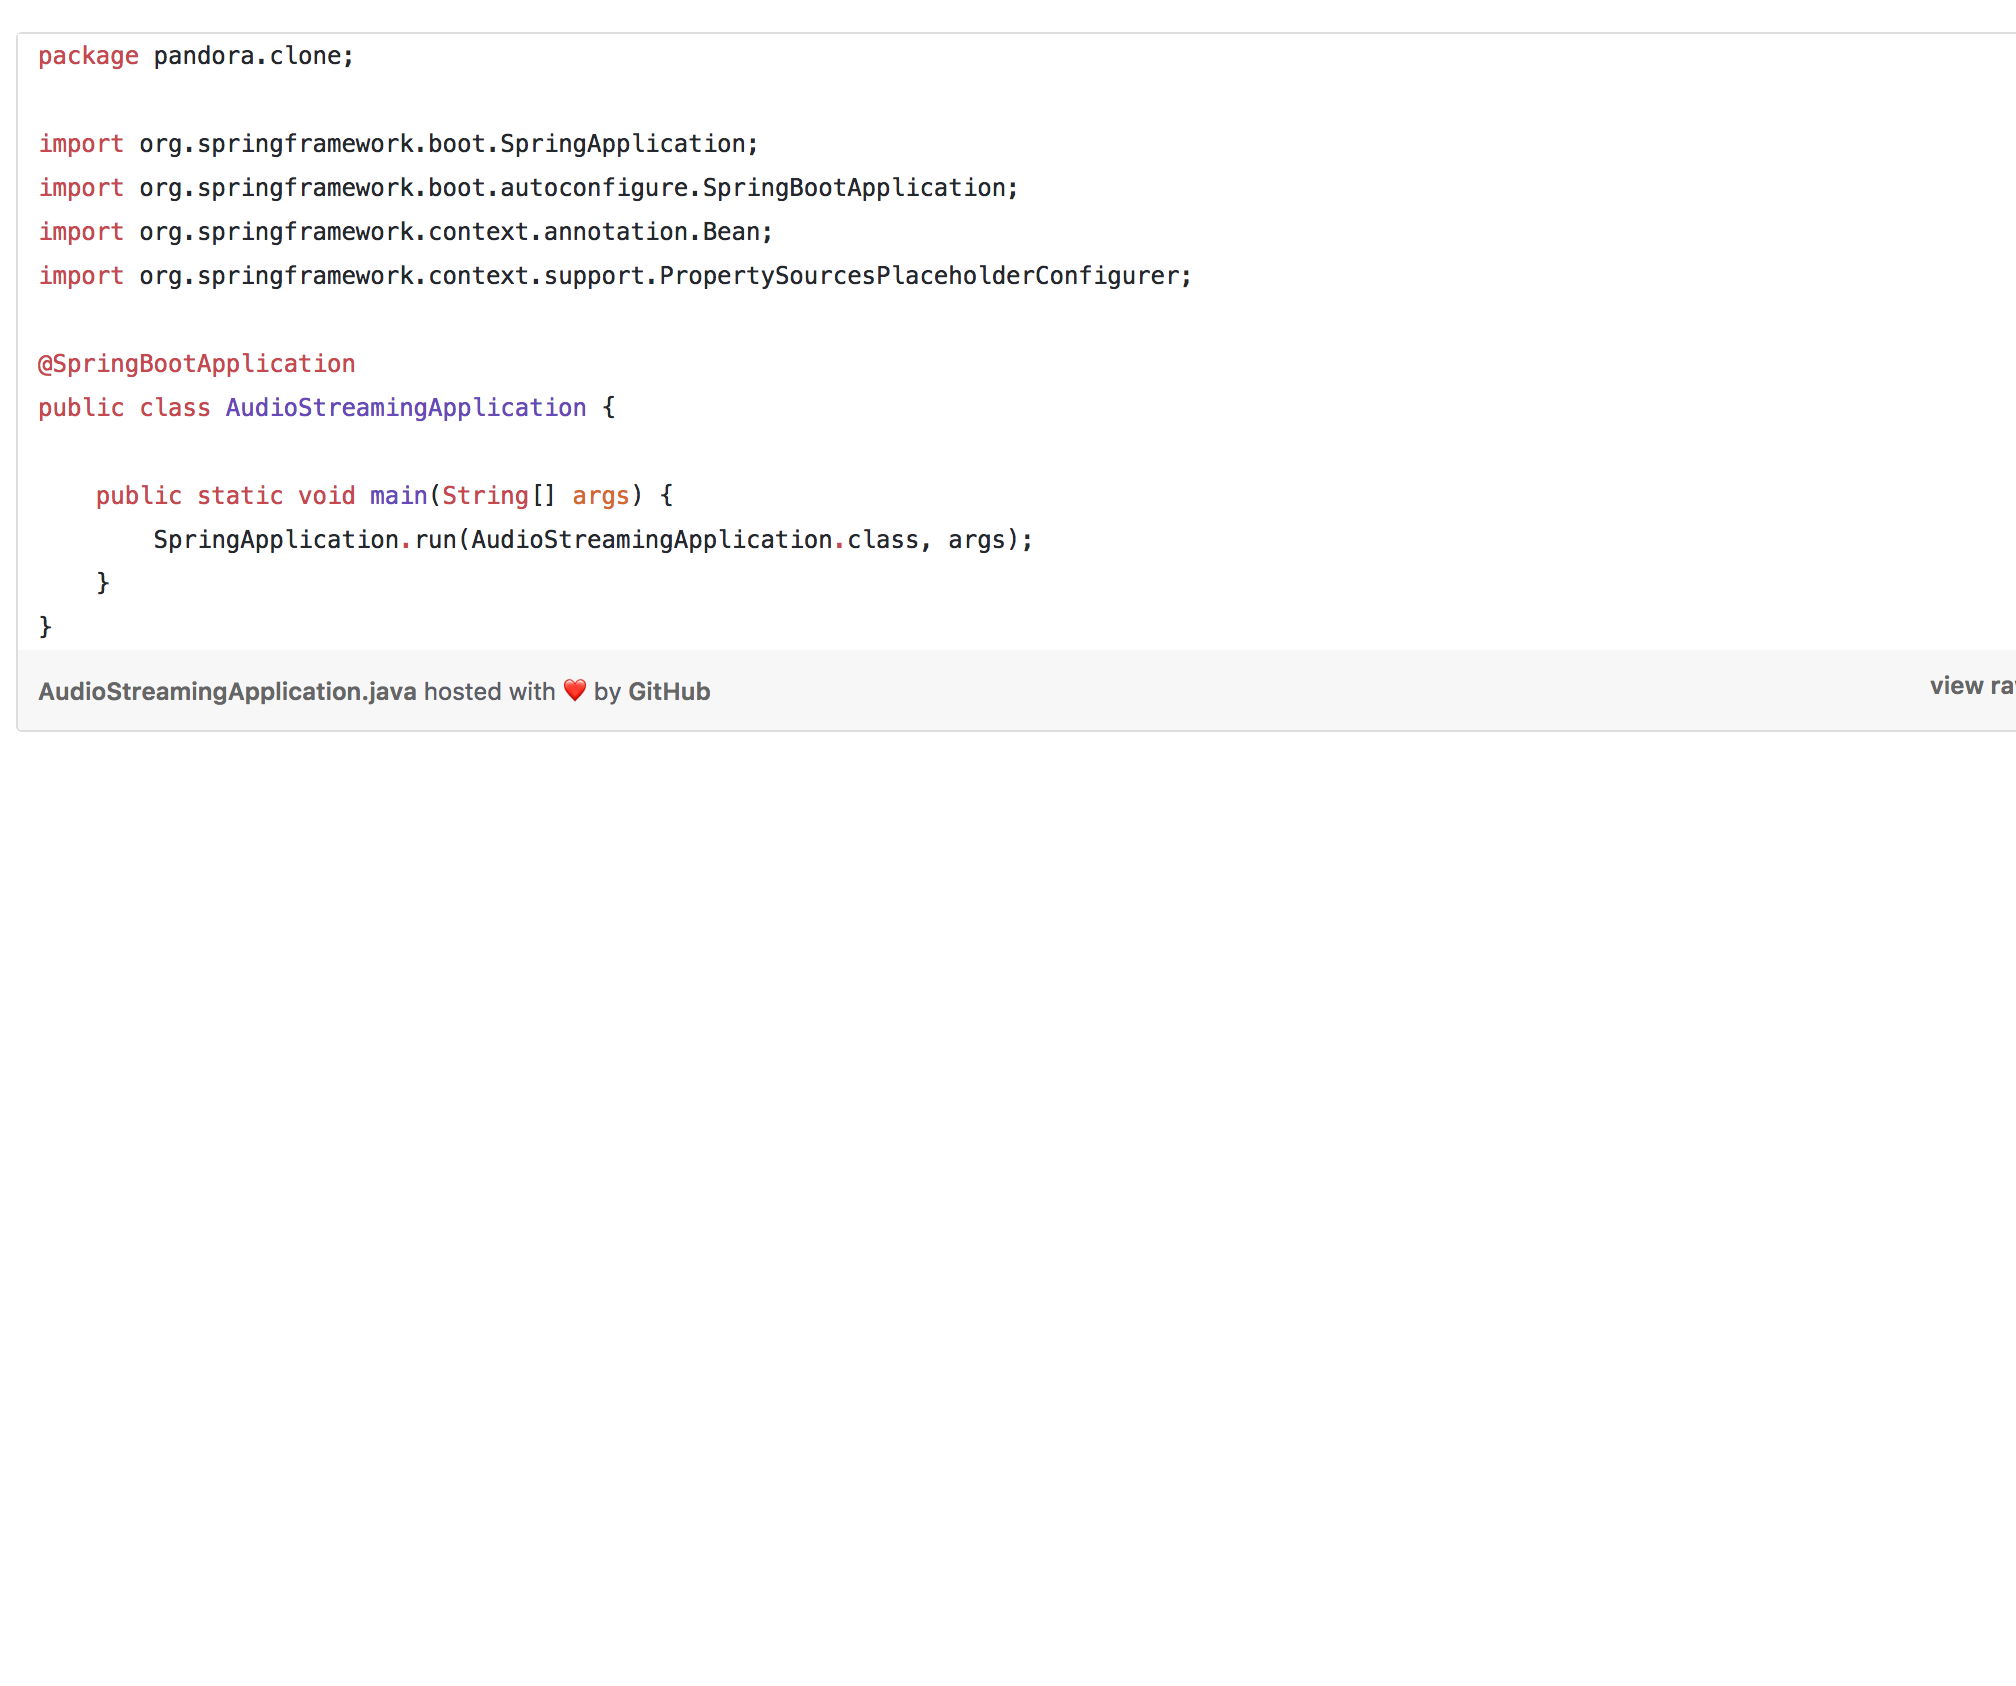 package pandora.clone;
import org.springframework.boot.SpringApplication;
import org.springframework.boot.autoconfigure.SpringBootApplication;
import org.springframework.context.annotation.Bean;
import org.springframework.context.support.PropertySourcesPlaceholderConfigurer;
@SpringBootApplication
public class AudioStreamingApplication {
public static void main(String[] args) {
SpringApplication.run(AudioStreamingApplication.class, args);
}
}
AudioStreamingApplication.java hosted with ❤ by GitHub
view